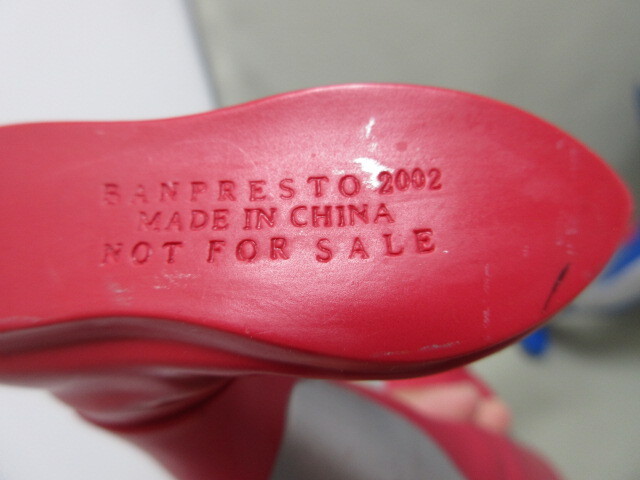 BANPRESTO 2002
MADE IN CHINA
NOT FOR SALE